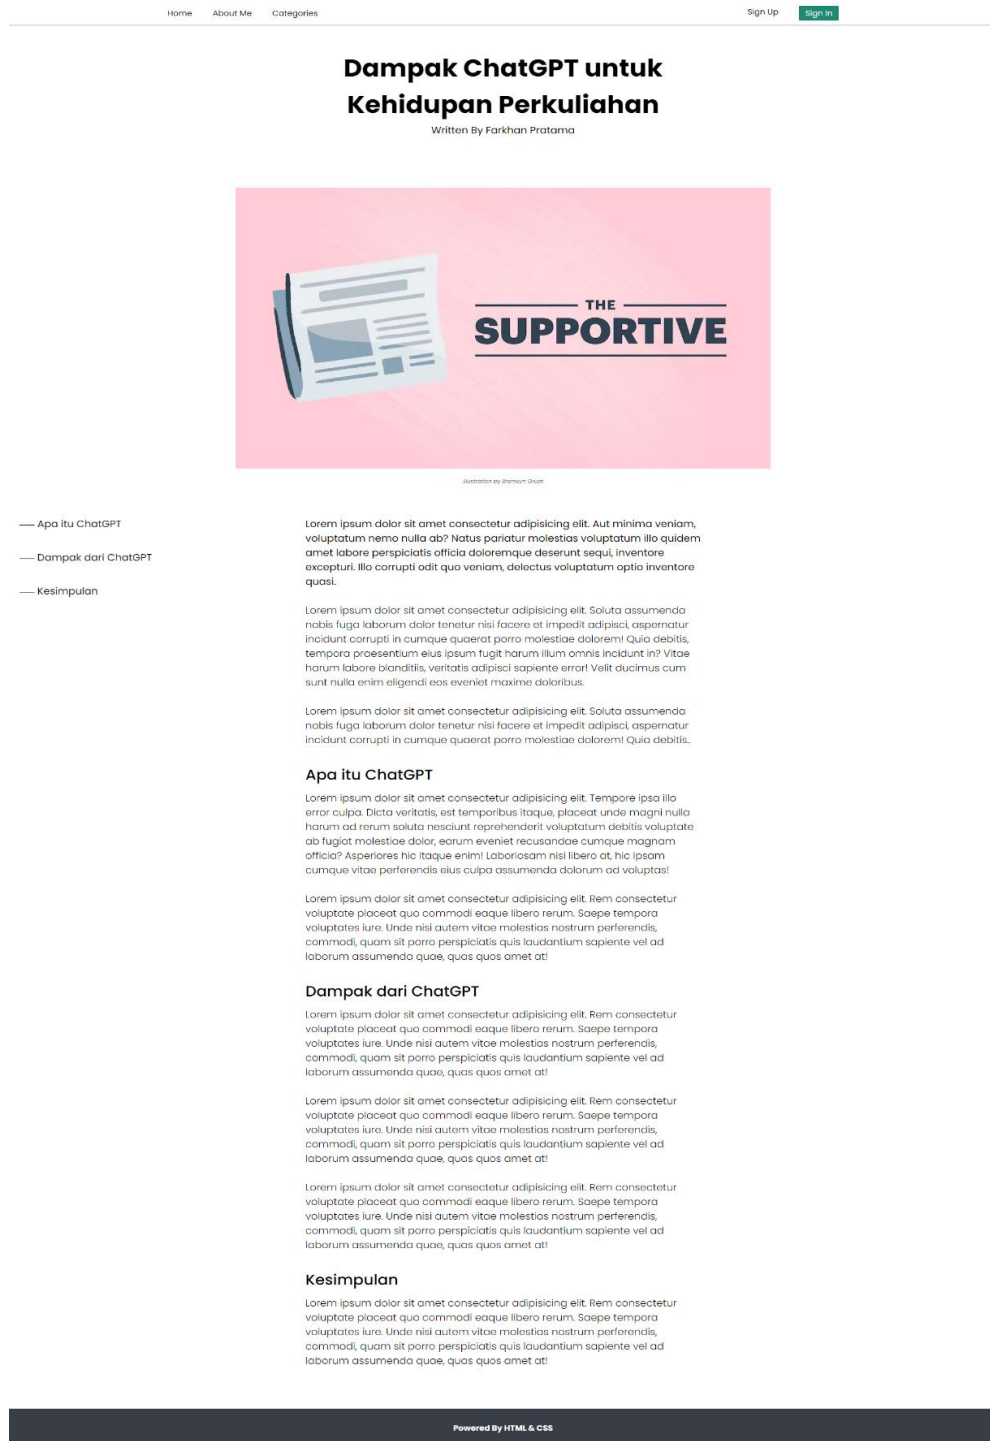 Home About Me Categories Sign Up Sign In
Dampak ChatGPT untuk
Kehidupan Perkuliahan
Written By Farkhan Pratama
THE
SUPPORTIVE
Illustration by Bronwyn Gruet
Apa itu ChatGPT
Dampak dari ChatGPT
Kesimpulan
Lorem ipsum dolor sit amet consectetur adipisicing elit. Aut minima veniam,
voluptatum nemo nulla ab? Natus pariatur molestias voluptatum illo quidem
amet labore perspiciatis officia doloremque deserunt sequi, inventore
excepturi. Illo corrupti odit quo veniam, delectus voluptatum optio inventore
quasi.
Lorem ipsum dolor sit amet consectetur adipisicing elit. Soluta assumenda
nobis fuga laborum dolor tenetur nisi facere et impedit adipisci, aspernatur
incidunt corrupti in cumque quaerat porro molestiae dolorem! Quia debitis,
tempora praesentium eius ipsum fugit harum illum omnis incidunt in? Vitae
harum labore blanditiis, veritatis adipisci sapiente error! Velit ducimus cum
sunt nulla enim eligendi eos eveniet maxime doloribus.
Lorem ipsum dolor sit amet consectetur adipisicing elit. Soluta assumenda
nobis fuga laborum dolor tenetur nisi facere et impedit adipisci, aspernatur
incidunt corrupti in cumque quaerat porro molestiae dolorem! Quia debitis..
Apa itu ChatGPT
Lorem ipsum dolor sit amet consectetur adipisicing elit. Tempore ipsa illo
error culpa. Dicta veritatis, est temporibus itaque, placeat unde magni nulla
harum ad rerum soluta nesciunt reprehenderit voluptatum debitis voluptate
ab fugiat molestiae dolor, earum eveniet recusandae cumque magnam
officia? Asperiores hic itaque enim! Laboriosam nisi libero at, hic ipsam
cumque vitae perferendis eius culpa assumenda dolorum ad voluptas!
Lorem ipsum dolor sit amet consectetur adipisicing elit. Rem consectetur
voluptate placeat quo commodi eaque libero rerum. Saepe tempora
voluptates iure. Unde nisi autem vitae molestias nostrum perferendis,
commodi, quam sit porro perspiciatis quis laudantium sapiente vel ad
laborum assumenda quae, quas quos amet at!
Dampak dari ChatGPT
Lorem ipsum dolor sit amet consectetur adipisicing elit. Rem consectetur
voluptate placeat quo commodi eaque libero rerum. Saepe tempora
voluptates iure. Unde nisi autem vitae molestias nostrum perferendis,
commodi, quam sit porro perspiciatis quis laudantium sapiente vel ad
laborum assumenda quae, quas quos amet at!
Lorem ipsum dolor sit amet consectetur adipisicing elit. Rem consectetur
voluptate placeat quo commodi eaque libero rerum. Saepe tempora
voluptates iure. Unde nisi autem vitae molestias nostrum perferendis,
commodi, quam sit porro perspiciatis quis laudantium sapiente vel ad
laborum assumenda quae, quas quos amet at!
Lorem ipsum dolor sit amet consectetur adipisicing elit. Rem consectetur
voluptate placeat quo commodi eaque libero rerum. Saepe tempora
voluptates iure. Unde nisi autem vitae molestias nostrum perferendis,
commodi, quam sit porro perspiciatis quis laudantium sapiente vel ad
laborum assumenda quae, quas quos amet at!
Kesimpulan
Lorem ipsum dolor sit amet consectetur adipisicing elit. Rem consectetur
voluptate placeat quo commodi eaque libero rerum. Saepe tempora
voluptates iure. Unde nisi autem vitae molestias nostrum perferendis,
commodi, quam sit porro perspiciatis quis laudantium sapiente vel ad
laborum assumenda quae, quas quos amet at!
Powered By HTML & CSS